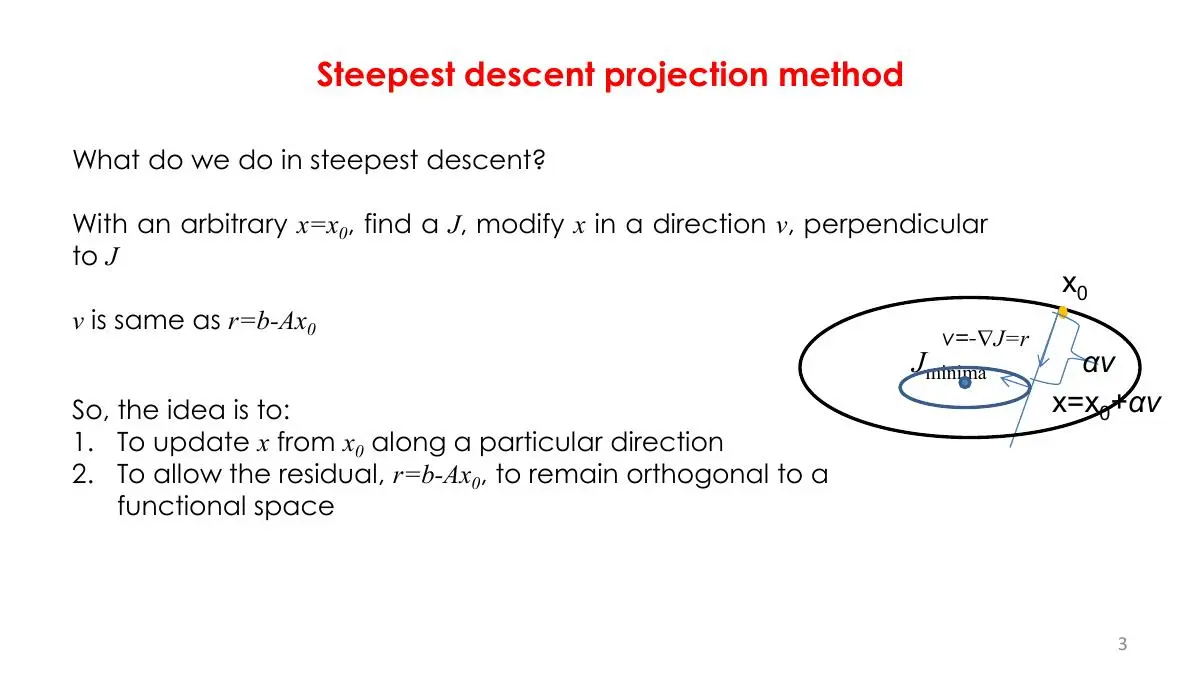 Steepest descent projection method
What do we do in steepest descent?
With an arbitrary x=x₀, find a J, modify x in a direction v, perpendicular
to J
v is same as r=b-Ax₀
So, the idea is to:
1. To update x from x₀ along a particular direction
2. To allow the residual, r=b-Ax₀, to remain orthogonal to a
functional space
x₀
v=-∇J=r
J minima
αv
x=x₀+αv
3